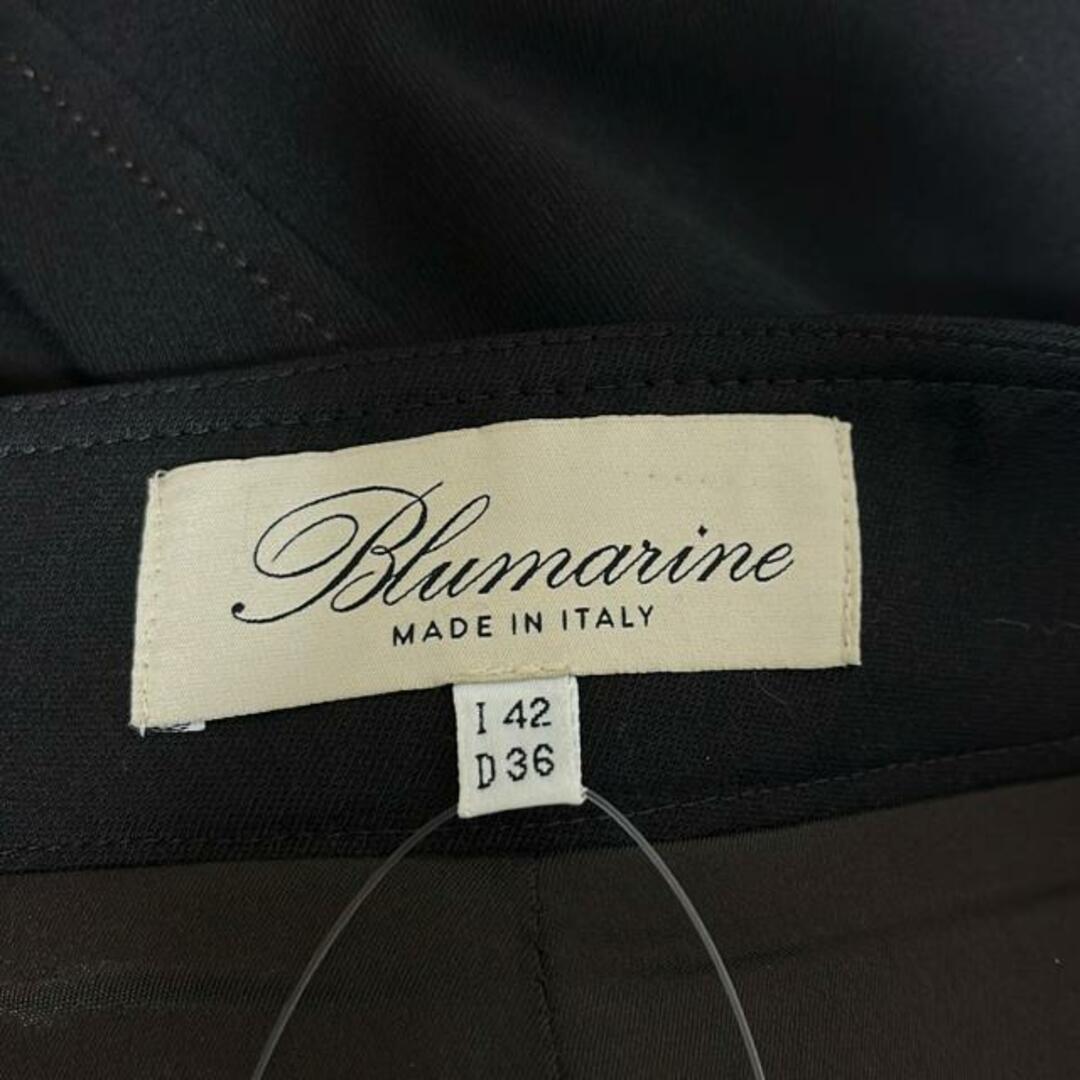 Blumarine
MADE IN ITALY
I 42
D 36